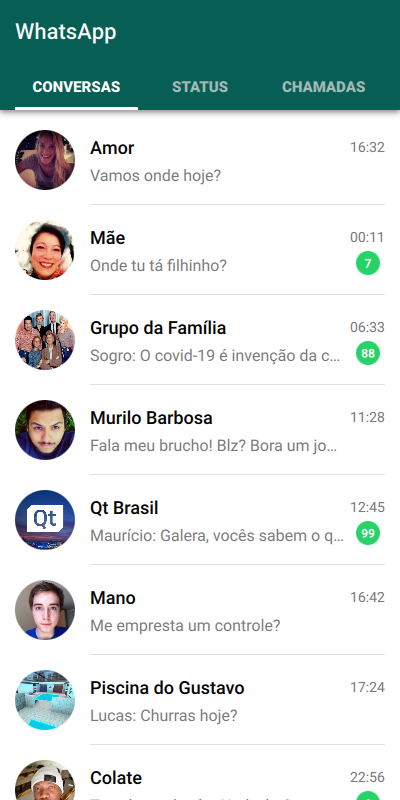 WhatsApp
CONVERSAS STATUS CHAMADAS
Amor 16:32
Vamos onde hoje?
Mãe 00:11
Onde tu tá filhinho? 7
Grupo da Família 06:33
Sogro: O covid-19 é invenção da c... 88
Murilo Barbosa 11:28
Fala meu brucho! Blz? Bora um jo...
Qt
Qt Brasil 12:45
Maurício: Galera, vocês sabem o q... 99
Mano 16:42
Me empresta um controle?
Piscina do Gustavo 17:24
Lucas: Churras hoje?
Colate 22:56